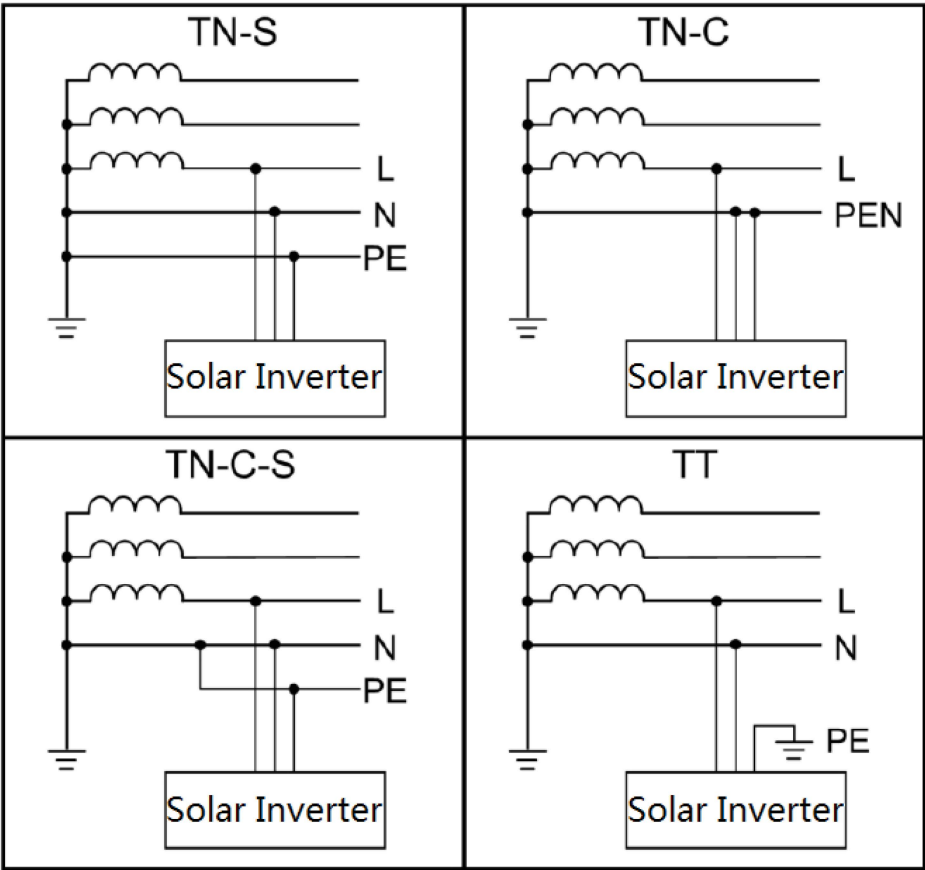 TN-S
L
N
PE
Solar Inverter
TN-C
L
PEN
Solar Inverter
TN-C-S
L
N
PE
Solar Inverter
TT
L
N
PE
Solar Inverter